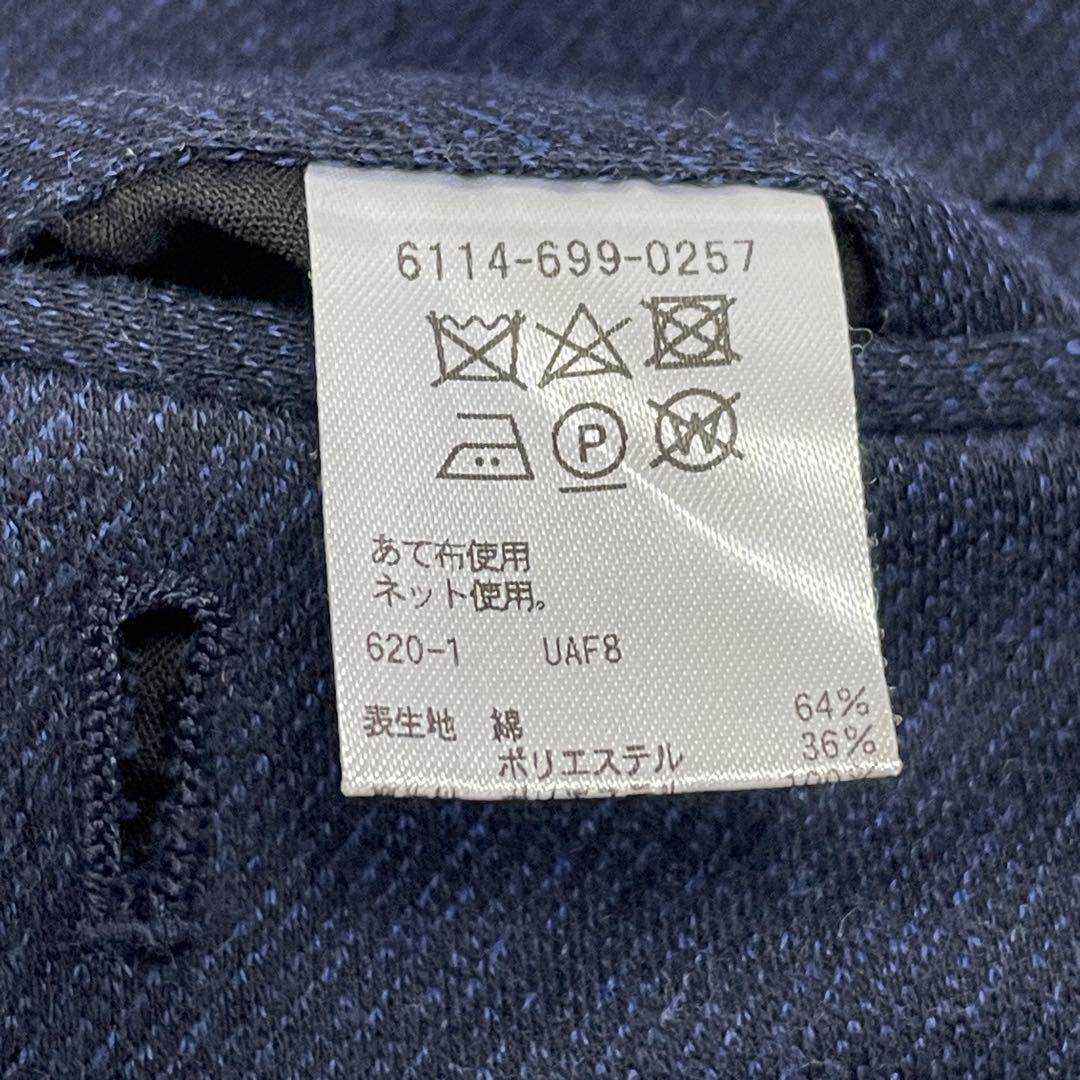 6114-699-0257
P
W
あて布使用
ネット使用。
620-1 UAF8
表生地 綿 64%
ポリエステル 36%